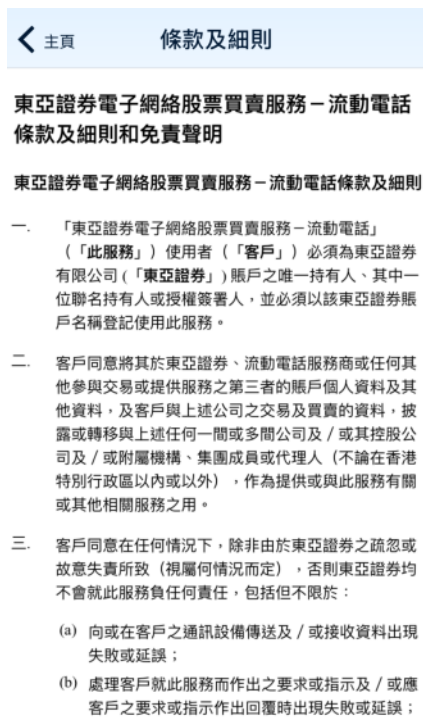 主頁 條款及細則
東亞證券電子網絡股票買賣服務－流動電話
條款及細則和免責聲明
東亞證券電子網絡股票買賣服務－流動電話條款及細則
一. 「東亞證券電子網絡股票買賣服務－流動電話」
（「此服務」）使用者（「客戶」）必須為東亞證券
有限公司 (「東亞證券」) 賬戶之唯一持有人、其中一
位聯名持有人或授權簽署人，並必須以該東亞證券賬
戶名稱登記使用此服務。
二. 客戶同意將其於東亞證券、流動電話服務商或任何其
他參與交易或提供服務之第三者的賬戶個人資料及其
他資料，及客戶與上述公司之交易及買賣的資料，披
露或轉移與上述任何一間或多間公司及 / 或其控股公
司及 / 或附屬機構、集團成員或代理人（不論在香港
特別行政區以內或以外），作為提供或與此服務有關
或其他相關服務之用。
三. 客戶同意在任何情況下，除非由於東亞證券之疏忽或
故意失責所致（視屬何情況而定），否則東亞證券均
不會就此服務負任何責任，包括但不限於：
(a) 向或在客戶之通訊設備傳送及 / 或接收資料出現
失敗或延誤；
(b) 處理客戶就此服務而作出之要求或指示及 / 或應
客戶之要求或指示作出回覆時出現失敗或延誤；